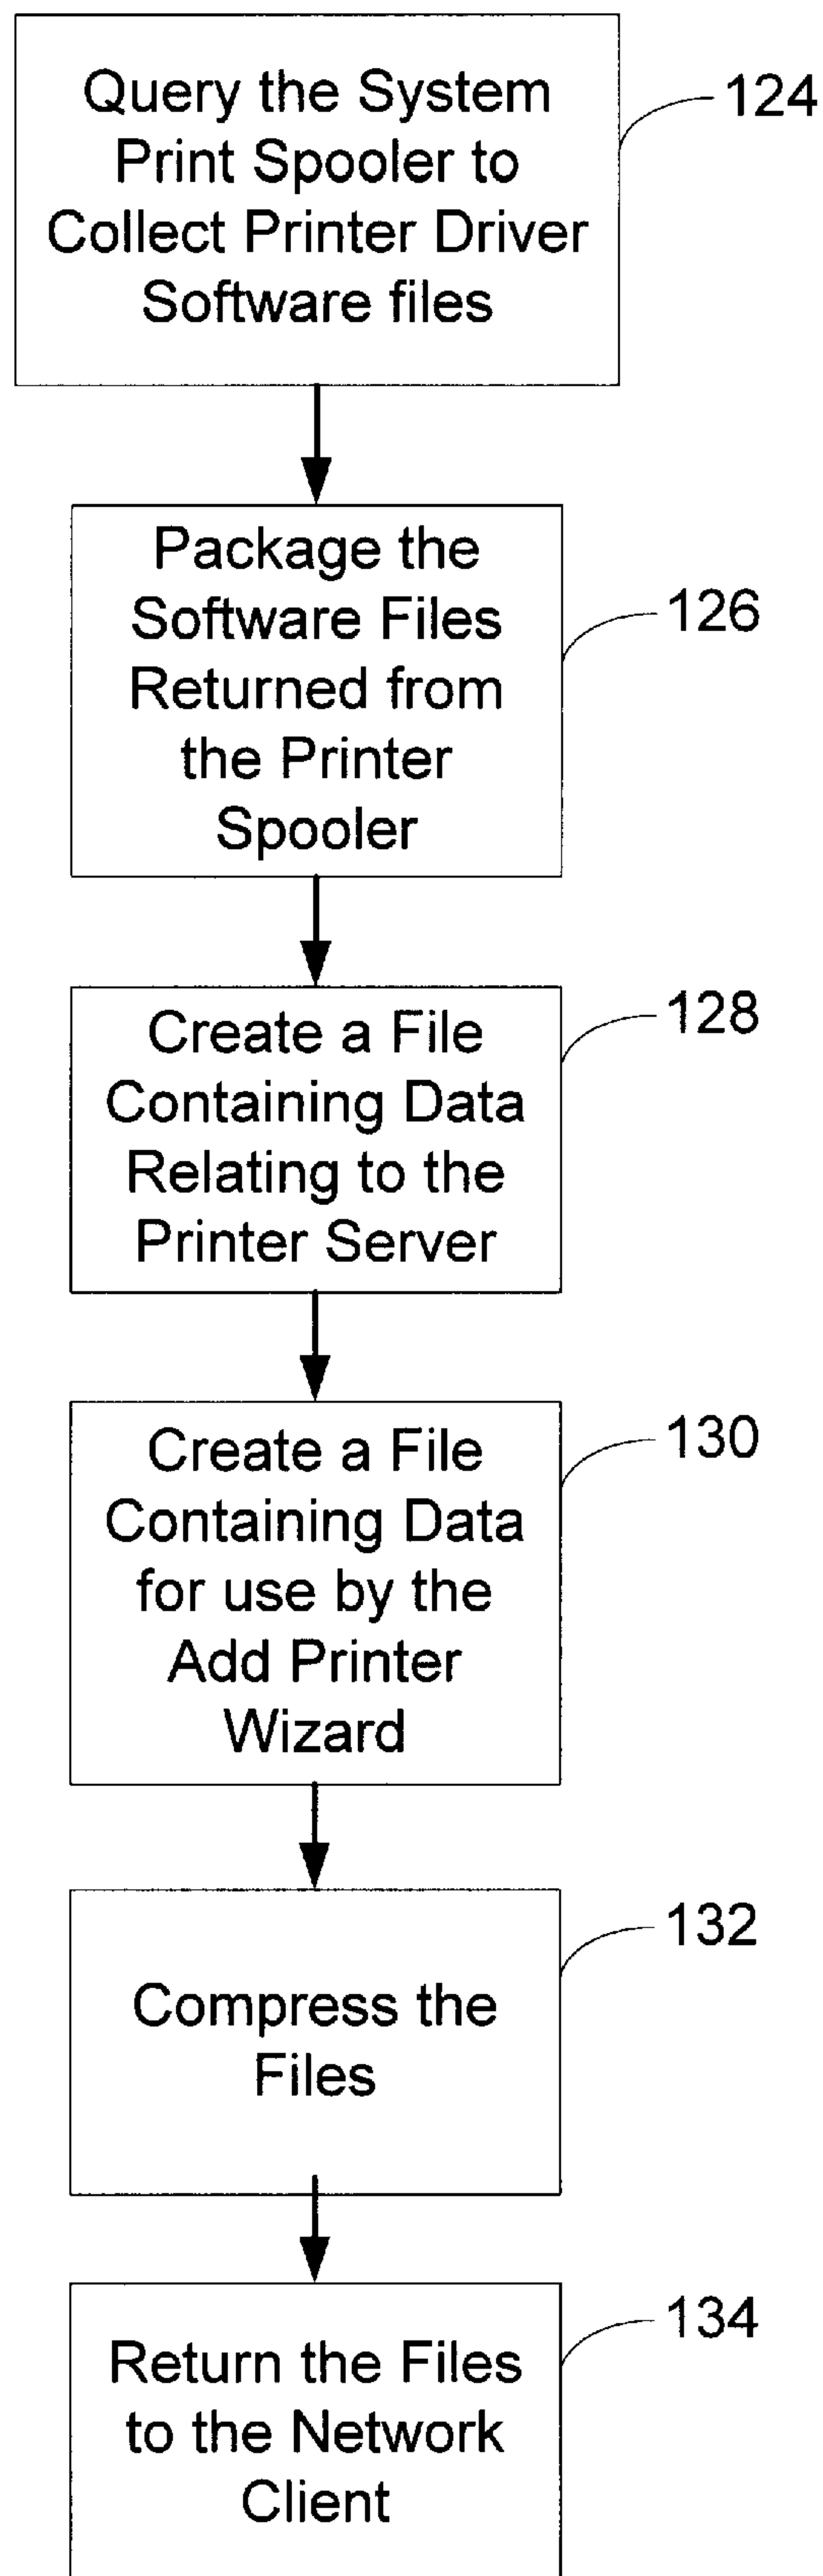 Query the System
Print Spooler to
Collect Printer Driver
Software files
124
Package the
Software Files
Returned from
the Printer
Spooler
126
Create a File
Containing Data
Relating to the
Printer Server
128
Create a File
Containing Data
for use by the
Add Printer
Wizard
130
Compress the
Files
132
Return the Files
to the Network
Client
134